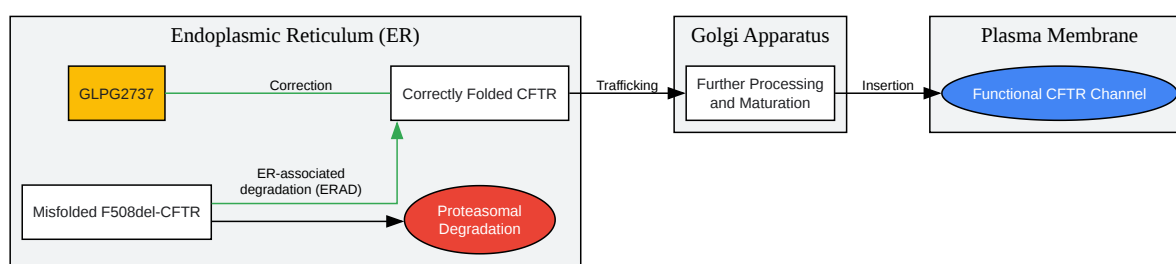 Endoplasmic Reticulum (ER)
Golgi Apparatus
Plasma Membrane
GLPG2737
Correction
Correctly Folded CFTR
Trafficking
Further Processing
and Maturation
Insertion
Functional CFTR Channel
ER-associated
degradation (ERAD)
Misfolded F508del-CFTR
Proteasomal
Degradation